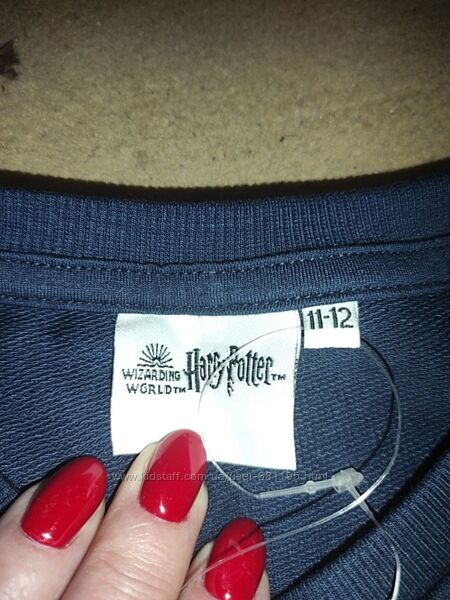 WIZARDING
WORLD™
Harry Potter™
11-12